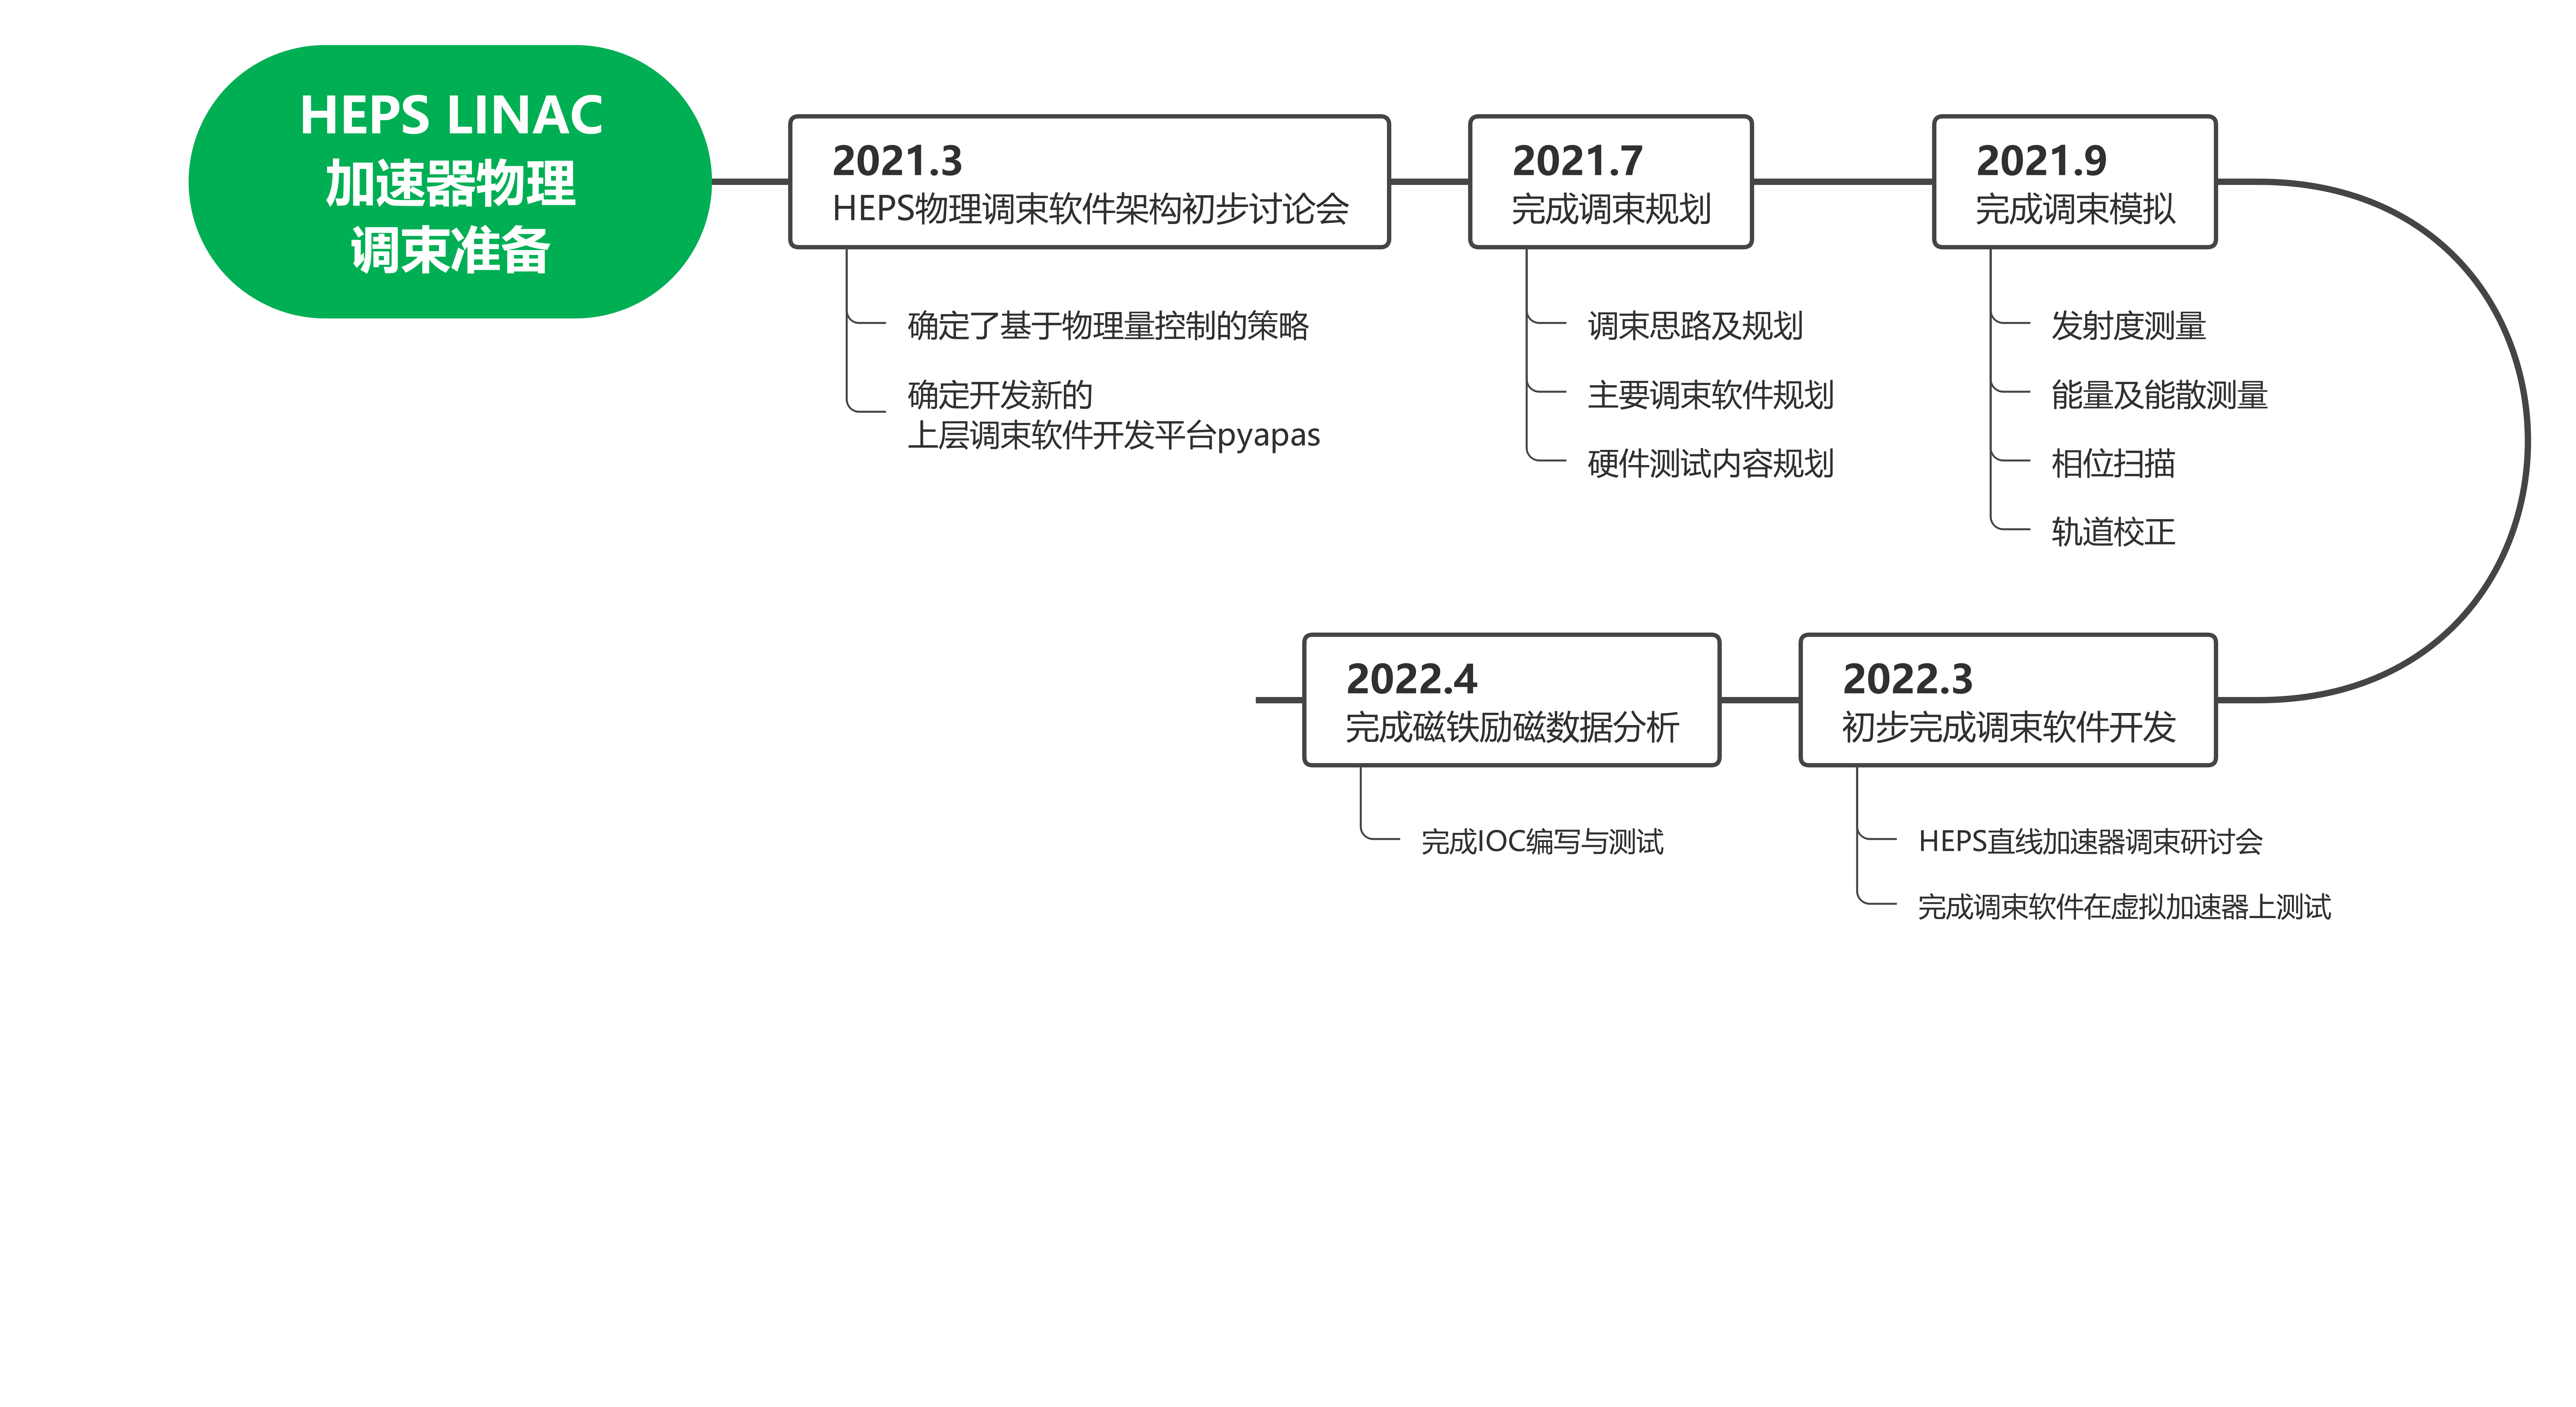 HEPS LINAC
加速器物理
调束准备
2021.3
HEPS物理调束软件架构初步讨论会
确定了基于物理量控制的策略
确定开发新的
上层调束软件开发平台pyapas
2021.7
完成调束规划
调束思路及规划
主要调束软件规划
硬件测试内容规划
2021.9
完成调束模拟
发射度测量
能量及能散测量
相位扫描
轨道校正
2022.3
初步完成调束软件开发
HEPS直线加速器调束研讨会
完成调束软件在虚拟加速器上测试
2022.4
完成磁铁励磁数据分析
完成IOC编写与测试